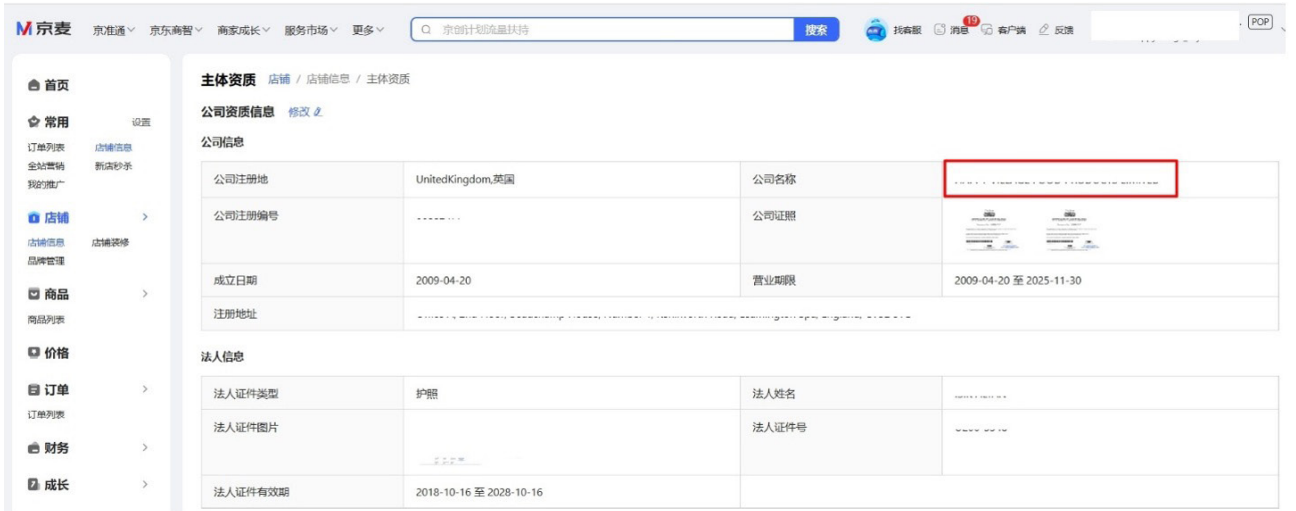 京麦 京准通 京东商智 商家成长 服务市场 更多 京创计划流量扶持 搜索 找客服 消息 19 客户端 反馈 POP
首页
常用 设置
订单列表 店铺信息
全站营销 新店秒杀
我的推广
店铺
店铺信息 店铺装修
品牌管理
商品
商品列表
价格
订单
订单列表
财务
成长
主体资质 店铺 / 店铺信息 / 主体资质
公司资质信息 修改
公司信息
公司注册地 UnitedKingdom,英国 公司名称
公司注册编号 公司证照
成立日期 2009-04-20 营业期限 2009-04-20 至 2025-11-30
注册地址
法人信息
法人证件类型 护照 法人姓名
法人证件图片 法人证件号
法人证件有效期 2018-10-16 至 2028-10-16